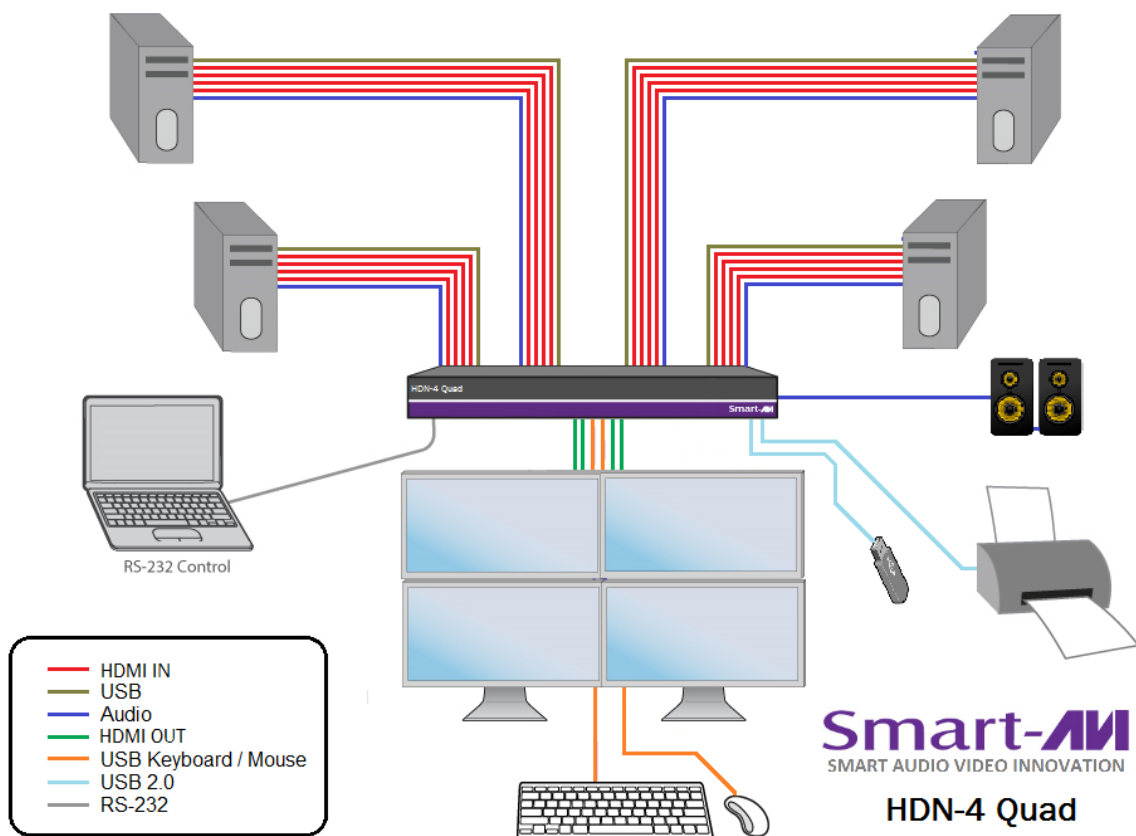 HDN-4 Quad
Smart-AVI
RS-232 Control
HDMI IN
USB
Audio
HDMI OUT
USB Keyboard / Mouse
USB 2.0
RS-232
Smart-AVI
SMART AUDIO VIDEO INNOVATION
HDN-4 Quad